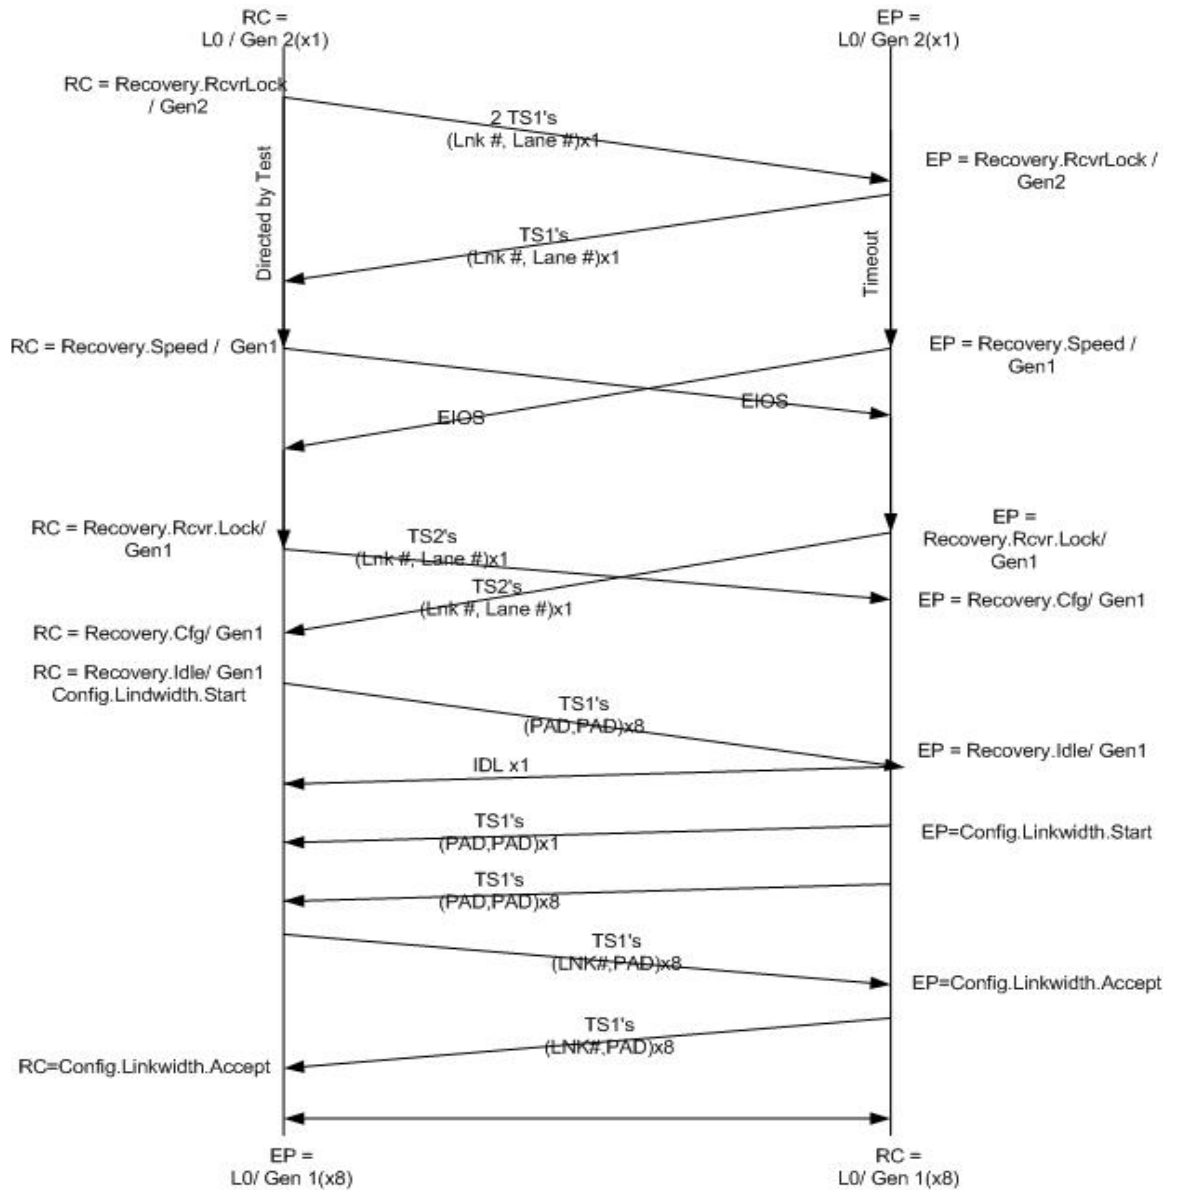 RC =
L0 / Gen 2(x1)
EP =
L0/ Gen 2(x1)
RC = Recovery.RcvrLock
/ Gen2
2 TS1's
(Lnk #, Lane #)x1
EP = Recovery.RcvrLock /
Gen2
Directed by Test
TS1's
(Lnk #, Lane #)x1
Timeout
RC = Recovery.Speed / Gen1
EP = Recovery.Speed /
Gen1
EIOS
EIOS
RC = Recovery.Rcvr.Lock/
Gen1
TS2's
(Lnk #, Lane #)x1
EP =
Recovery.Rcvr.Lock/
Gen1
TS2's
(Lnk #, Lane #)x1
EP = Recovery.Cfg/ Gen1
RC = Recovery.Cfg/ Gen1
RC = Recovery.Idle/ Gen1
Config.Lindwidth.Start
TS1's
(PAD,PAD)x8
EP = Recovery.Idle/ Gen1
IDL x1
TS1's
(PAD,PAD)x1
EP=Config.Linkwidth.Start
TS1's
(PAD,PAD)x8
TS1's
(LNK#,PAD)x8
EP=Config.Linkwidth.Accept
TS1's
(LNK#,PAD)x8
RC=Config.Linkwidth.Accept
EP =
L0/ Gen 1(x8)
RC =
L0/ Gen 1(x8)